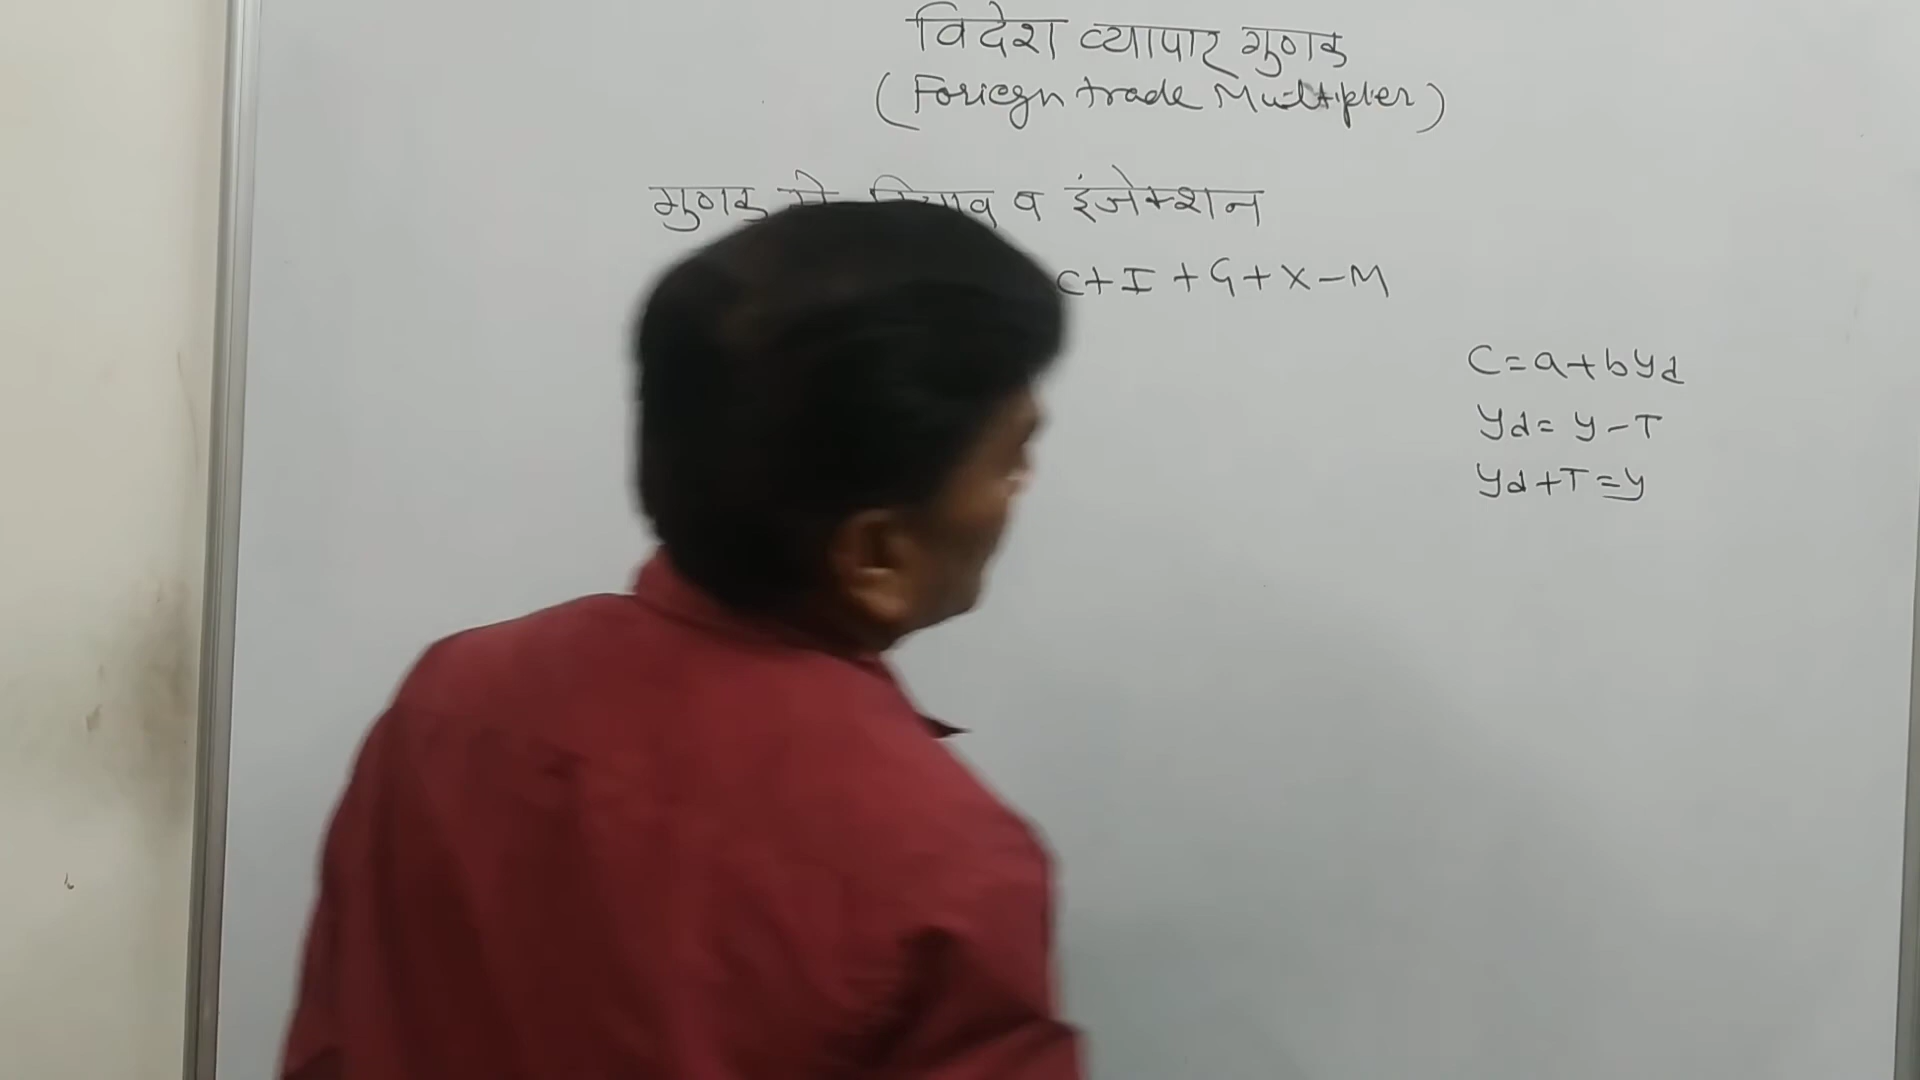 विदेश व्यापार गुणक
(Foriegn trade Multiplier)
गुणक व इंजेक्शन
C+I+G+X-M
C=a+byd
yd=y-T
yd+T=y